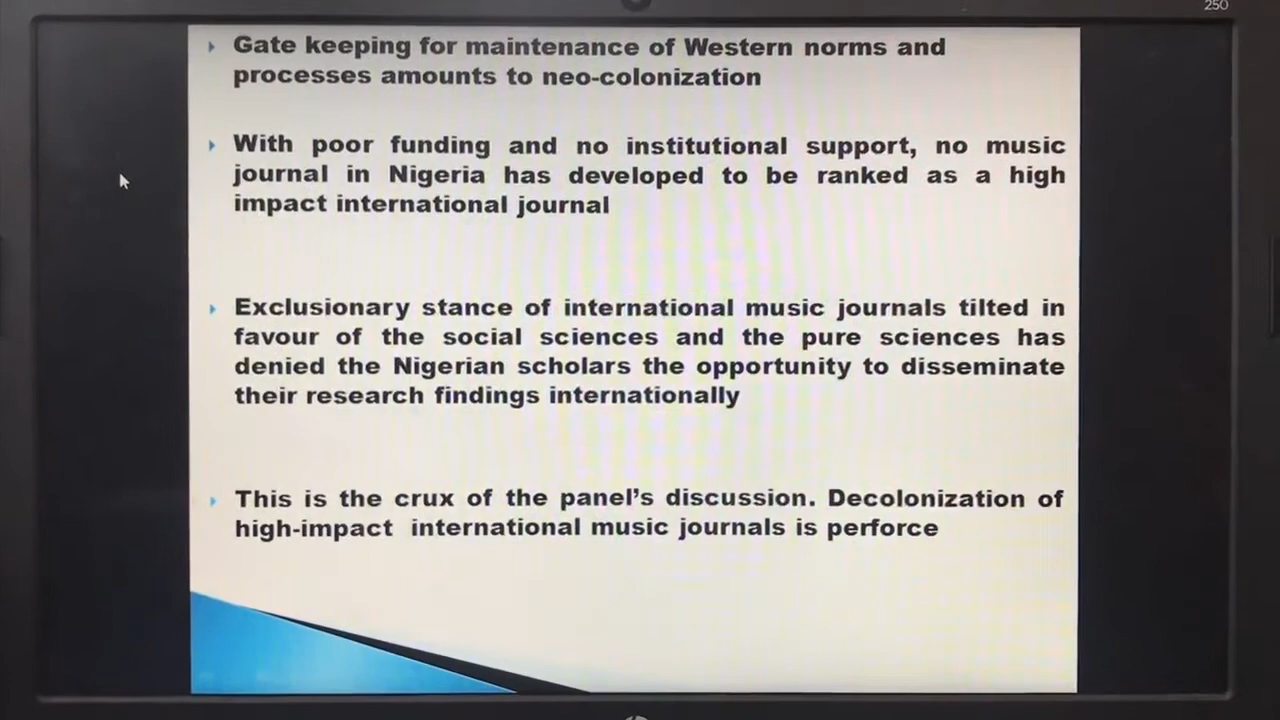 250
Gate keeping for maintenance of Western norms and
processes amounts to neo-colonization
With poor funding and no institutional support, no music
journal in Nigeria has developed to be ranked as a high
impact international journal
Exclusionary stance of international music journals tilted in
favour of the social sciences and the pure sciences has
denied the Nigerian scholars the opportunity to disseminate
their research findings internationally
This is the crux of the panel’s discussion. Decolonization of
high-impact international music journals is perforce